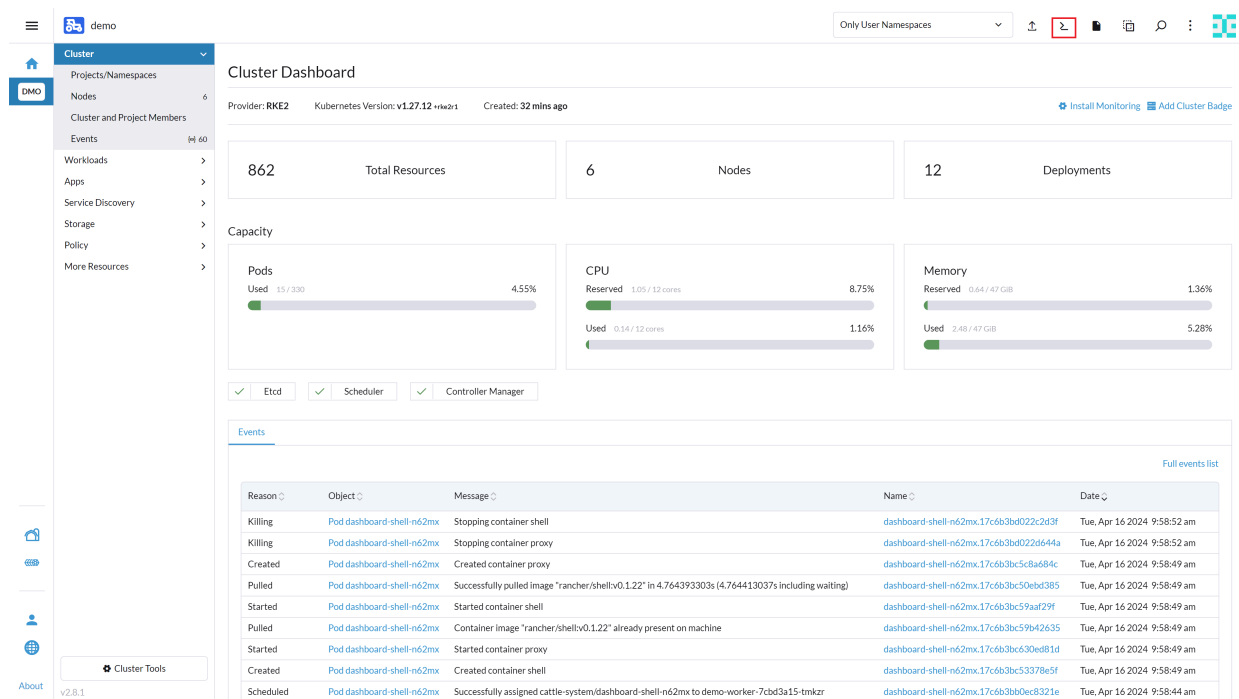 demo
Only User Namespaces
Cluster
Projects/Namespaces
Nodes 6
Cluster and Project Members
Events 60
Workloads
Apps
Service Discovery
Storage
Policy
More Resources
DMO
About
Cluster Tools
v2.8.1
Cluster Dashboard
Provider: RKE2 Kubernetes Version: v1.27.12 +rke2r1 Created: 32 mins ago
Install Monitoring Add Cluster Badge
862 Total Resources
6 Nodes
12 Deployments
Capacity
Pods
Used 15 / 330 4.55%
CPU
Reserved 1.05 / 12 cores 8.75%
Used 0.14 / 12 cores 1.16%
Memory
Reserved 0.64 / 47 GiB 1.36%
Used 2.48 / 47 GiB 5.28%
Etcd
Scheduler
Controller Manager
Events
Full events list
Reason Object Message Name Date
Killing Pod dashboard-shell-n62mx Stopping container shell dashboard-shell-n62mx.17c6b3bd022c2d3f Tue, Apr 16 2024 9:58:52 am
Killing Pod dashboard-shell-n62mx Stopping container proxy dashboard-shell-n62mx.17c6b3bd022d644a Tue, Apr 16 2024 9:58:52 am
Created Pod dashboard-shell-n62mx Created container proxy dashboard-shell-n62mx.17c6b3bc5c8a684c Tue, Apr 16 2024 9:58:49 am
Pulled Pod dashboard-shell-n62mx Successfully pulled image "rancher/shell:v0.1.22" in 4.764393303s (4.764413037s including waiting) dashboard-shell-n62mx.17c6b3bc50ebd385 Tue, Apr 16 2024 9:58:49 am
Started Pod dashboard-shell-n62mx Started container shell dashboard-shell-n62mx.17c6b3bc59aaf29f Tue, Apr 16 2024 9:58:49 am
Pulled Pod dashboard-shell-n62mx Container image "rancher/shell:v0.1.22" already present on machine dashboard-shell-n62mx.17c6b3bc59b42635 Tue, Apr 16 2024 9:58:49 am
Started Pod dashboard-shell-n62mx Started container proxy dashboard-shell-n62mx.17c6b3bc630ed81d Tue, Apr 16 2024 9:58:49 am
Created Pod dashboard-shell-n62mx Created container shell dashboard-shell-n62mx.17c6b3bc53378e5f Tue, Apr 16 2024 9:58:49 am
Scheduled Pod dashboard-shell-n62mx Successfully assigned cattle-system/dashboard-shell-n62mx to demo-worker-7cbd3a15-tmkzr dashboard-shell-n62mx.17c6b3bb0ec8321e Tue, Apr 16 2024 9:58:44 am